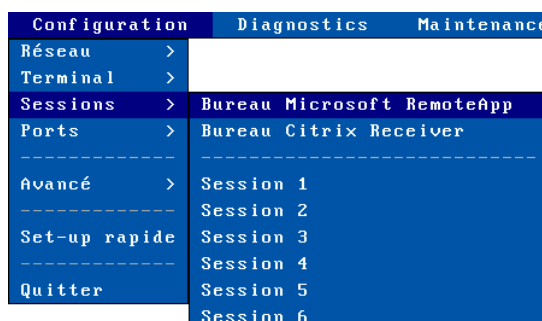 Configuration Diagnostics Maintenance
Réseau >
Terminal >
Sessions > Bureau Microsoft RemoteApp
Ports > Bureau Citrix Receiver
Avancé > Session 1
Session 2
Set-up rapide Session 3
Session 4
Quitter Session 5
Session 6